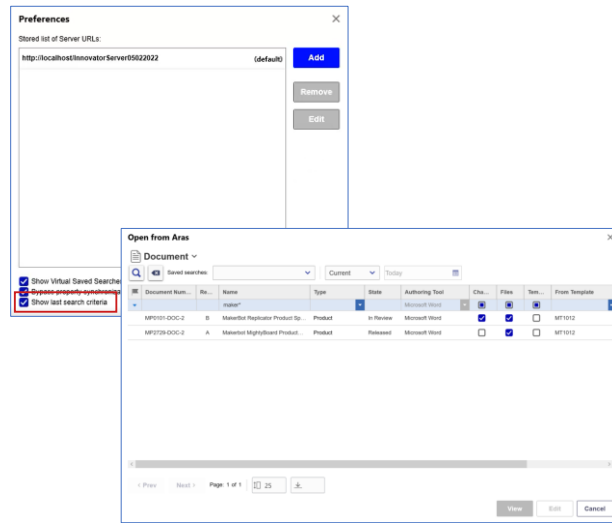 Preferences
Stored list of Server URLs:
http://localhost/InnovatorServer05022022 (default)
Add
Remove
Edit
Show Virtual Saved Searches
Bypass property synchroniza
Show last search criteria
Open from Aras
Document
Saved searches: Current Today
Document Num... Re... Name Type State Authoring Tool Cha... Files Tem... From Template
maker* Microsoft Word
MP0101-DOC-2 B MakerBot Replicator Product Sp... Product In Review Microsoft Word MT1012
MP2729-DOC-2 A Makerbot MightyBoard Product... Released Microsoft Word MT1012
< Prev Next > Page: 1 of 1 25
View Edit Cancel